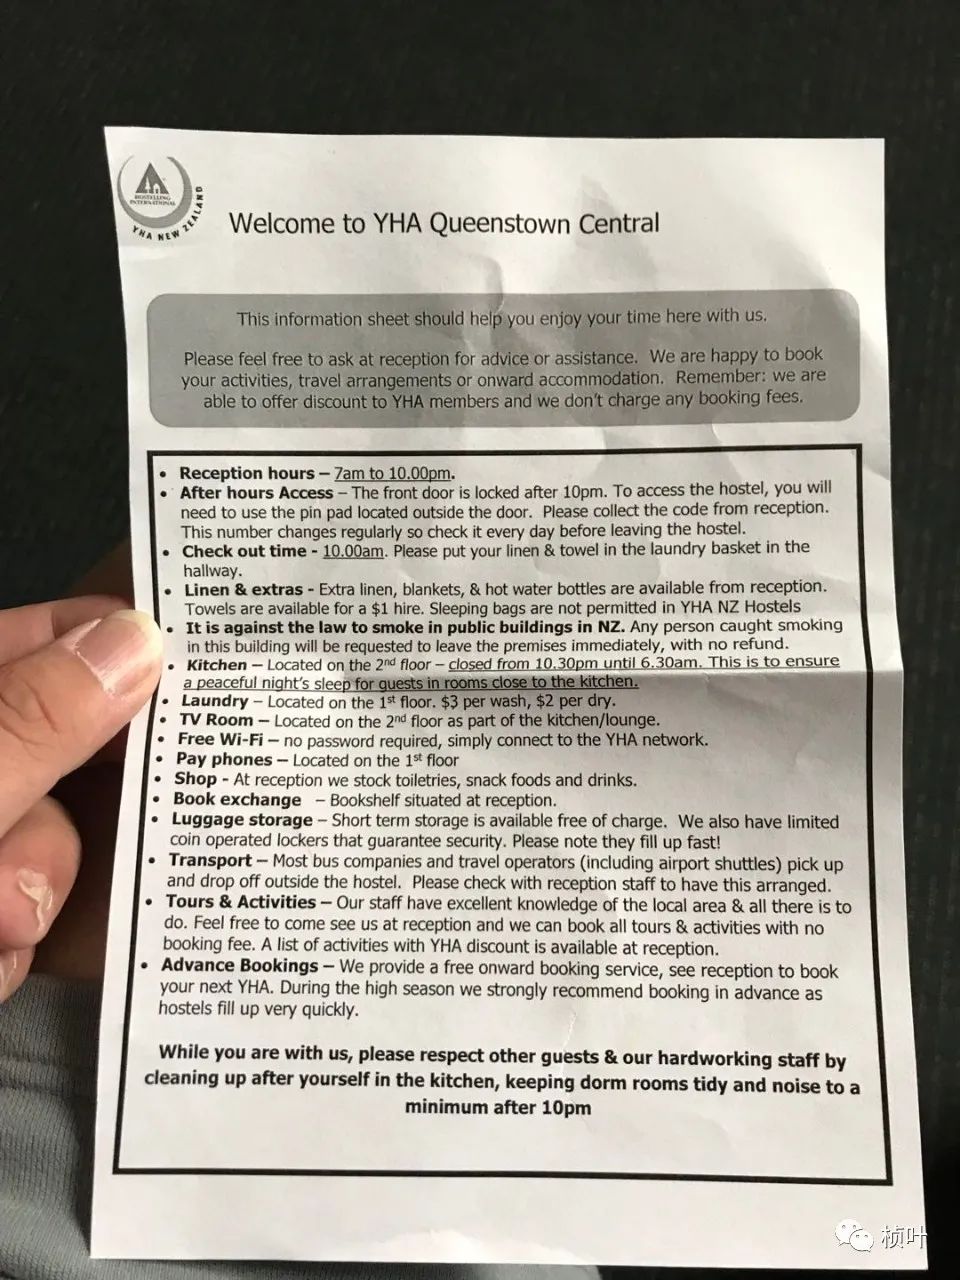 HOSTELLING
INTERNATIONAL
YHA NEW ZEALAND
Welcome to YHA Queenstown Central
This information sheet should help you enjoy your time here with us.
Please feel free to ask at reception for advice or assistance. We are happy to book
your activities, travel arrangements or onward accommodation. Remember: we are
able to offer discount to YHA members and we don't charge any booking fees.
• Reception hours – 7am to 10.00pm.
• After hours Access – The front door is locked after 10pm. To access the hostel, you will
need to use the pin pad located outside the door. Please collect the code from reception.
This number changes regularly so check it every day before leaving the hostel.
• Check out time - 10.00am. Please put your linen & towel in the laundry basket in the
hallway.
• Linen & extras - Extra linen, blankets, & hot water bottles are available from reception.
Towels are available for a $1 hire. Sleeping bags are not permitted in YHA NZ Hostels
• It is against the law to smoke in public buildings in NZ. Any person caught smoking
in this building will be requested to leave the premises immediately, with no refund.
• Kitchen – Located on the 2nd floor – closed from 10.30pm until 6.30am. This is to ensure
a peaceful night's sleep for guests in rooms close to the kitchen.
• Laundry – Located on the 1st floor. $3 per wash, $2 per dry.
• TV Room – Located on the 2nd floor as part of the kitchen/lounge.
• Free Wi-Fi – no password required, simply connect to the YHA network.
• Pay phones – Located on the 1st floor
• Shop - At reception we stock toiletries, snack foods and drinks.
• Book exchange – Bookshelf situated at reception.
• Luggage storage – Short term storage is available free of charge. We also have limited
coin operated lockers that guarantee security. Please note they fill up fast!
• Transport – Most bus companies and travel operators (including airport shuttles) pick up
and drop off outside the hostel. Please check with reception staff to have this arranged.
• Tours & Activities – Our staff have excellent knowledge of the local area & all there is to
do. Feel free to come see us at reception and we can book all tours & activities with no
booking fee. A list of activities with YHA discount is available at reception.
• Advance Bookings – We provide a free onward booking service, see reception to book
your next YHA. During the high season we strongly recommend booking in advance as
hostels fill up very quickly.
While you are with us, please respect other guests & our hardworking staff by
cleaning up after yourself in the kitchen, keeping dorm rooms tidy and noise to a
minimum after 10pm
桢叶